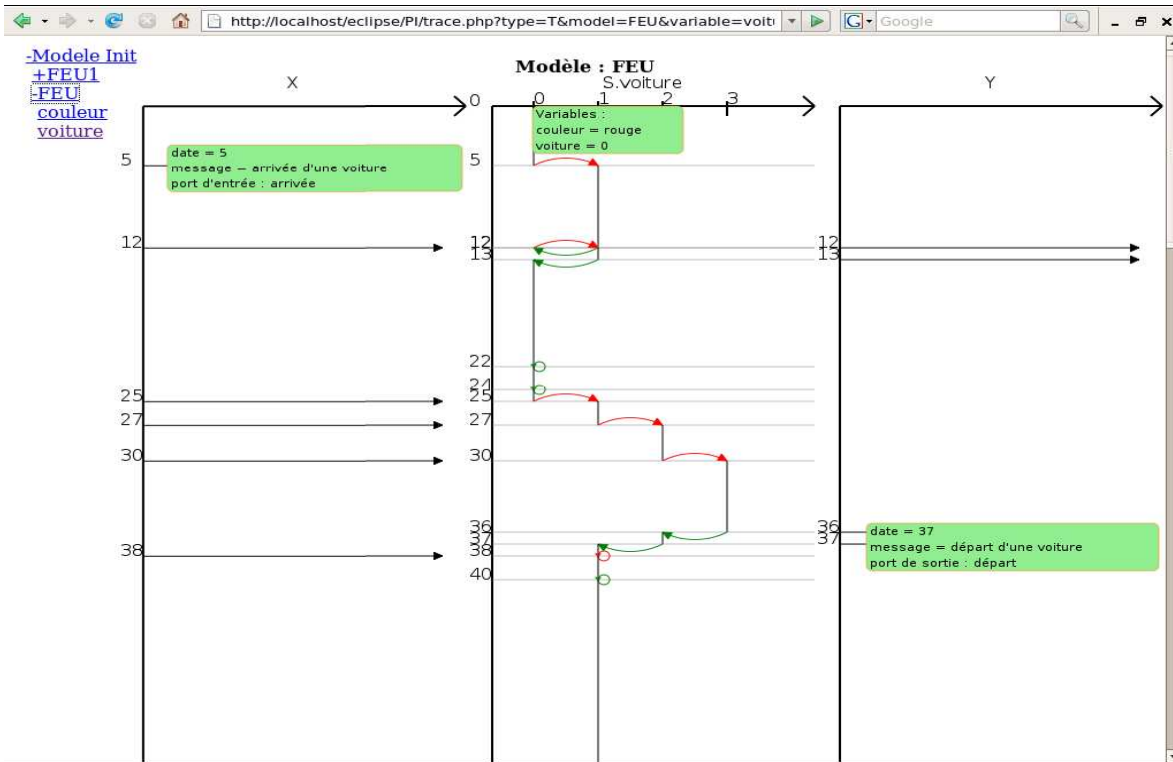 http://localhost/eclipse/PI/trace.php?type=T&model=FEU&variable=voit
G Google
-Modele Init
+FEU1
-FEU
couleur
voiture
Modèle : FEU
X
S.voiture
Y
0
0 1 2 3
Variables :
couleur = rouge
voiture = 0
5
date = 5
message = arrivée d'une voiture
port d'entrée : arrivée
5
12
12
12
13
13
22
24
25
25
27
27
30
30
36
36
date = 37
message = départ d'une voiture
port de sortie : départ
37
37
38
38
40